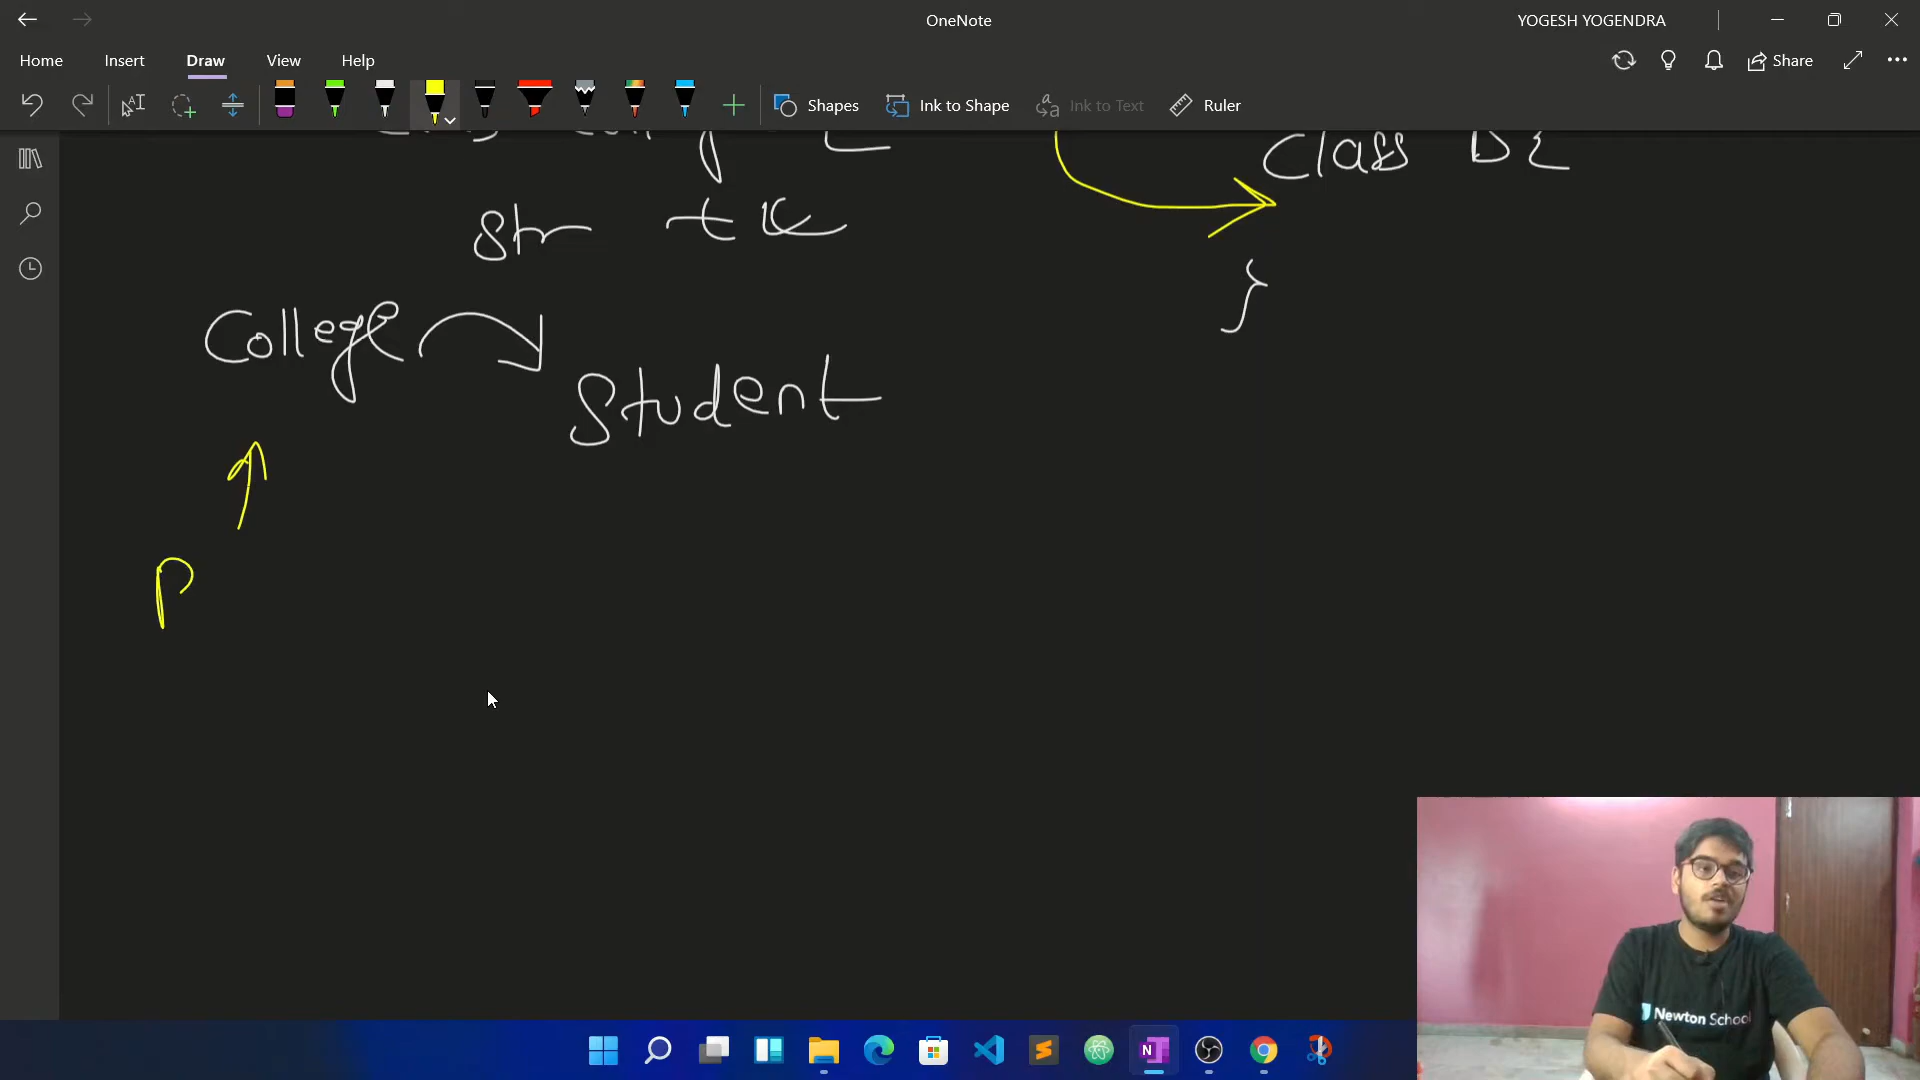 OneNote
YOGESH YOGENDRA
Home Insert Draw View Help
Share
Shapes Ink to Shape Ink to Text Ruler
Class B {
Str
}
College
Student
P
Newton School